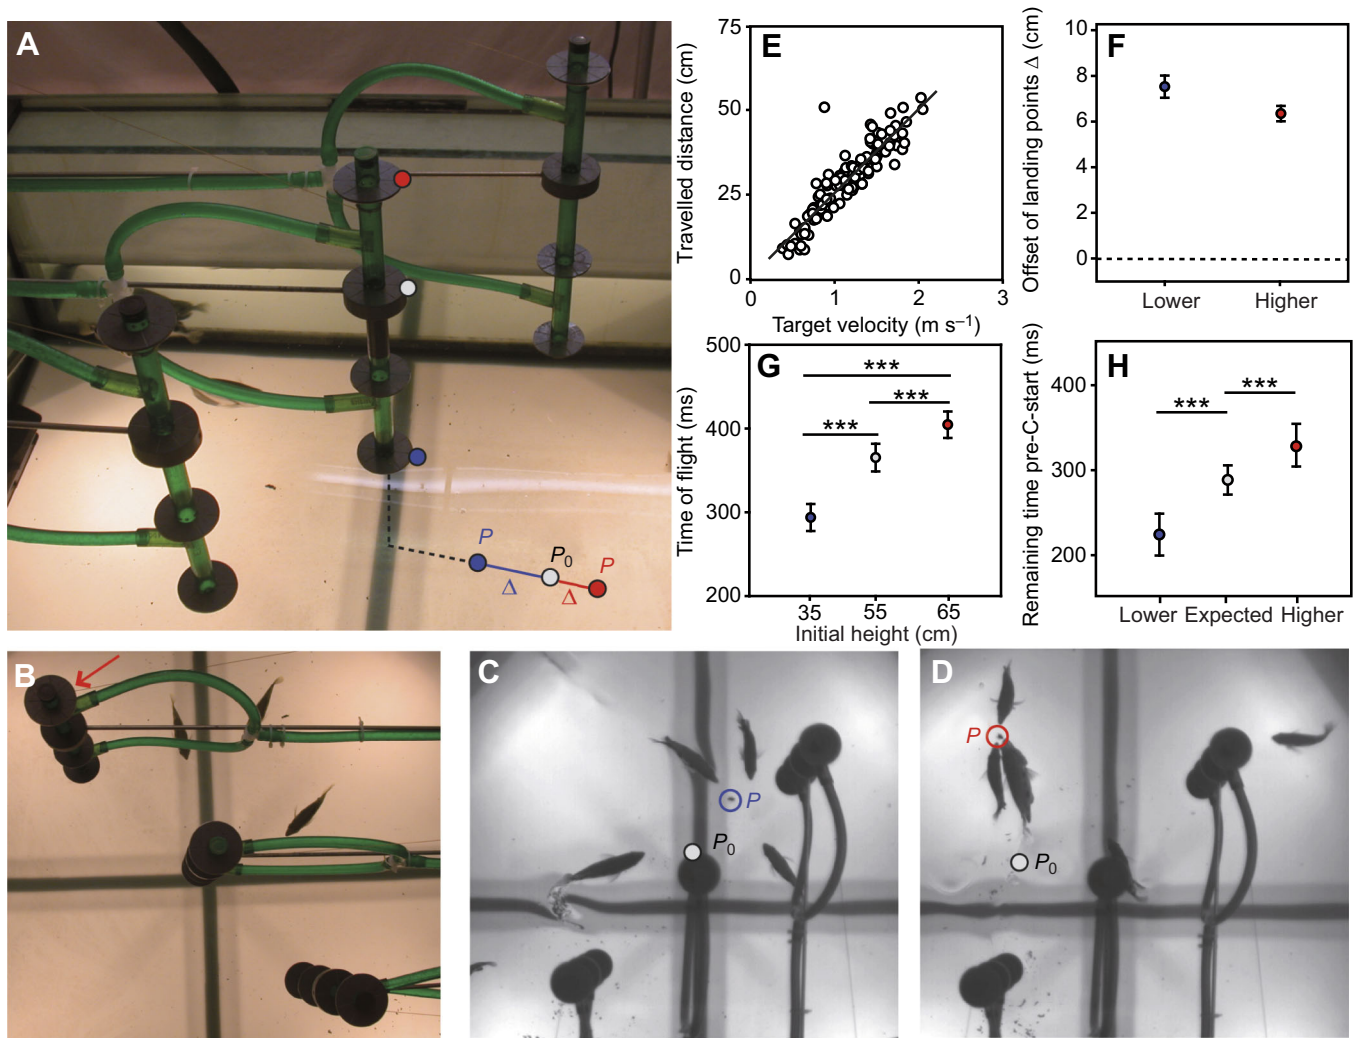 A
P
P0
P
Δ
Δ
B
C
P
P0
D
P
P0
E
Travelled distance (cm)
75
50
25
0
0 1 2 3
Target velocity (m s–1)
F
Offset of landing points Δ (cm)
10
8
6
4
2
0
Lower Higher
G
Time of flight (ms)
500
400
300
200
***
***
***
35 55 65
Initial height (cm)
H
Remaining time pre-C-start (ms)
400
300
200
***
***
Lower Expected Higher